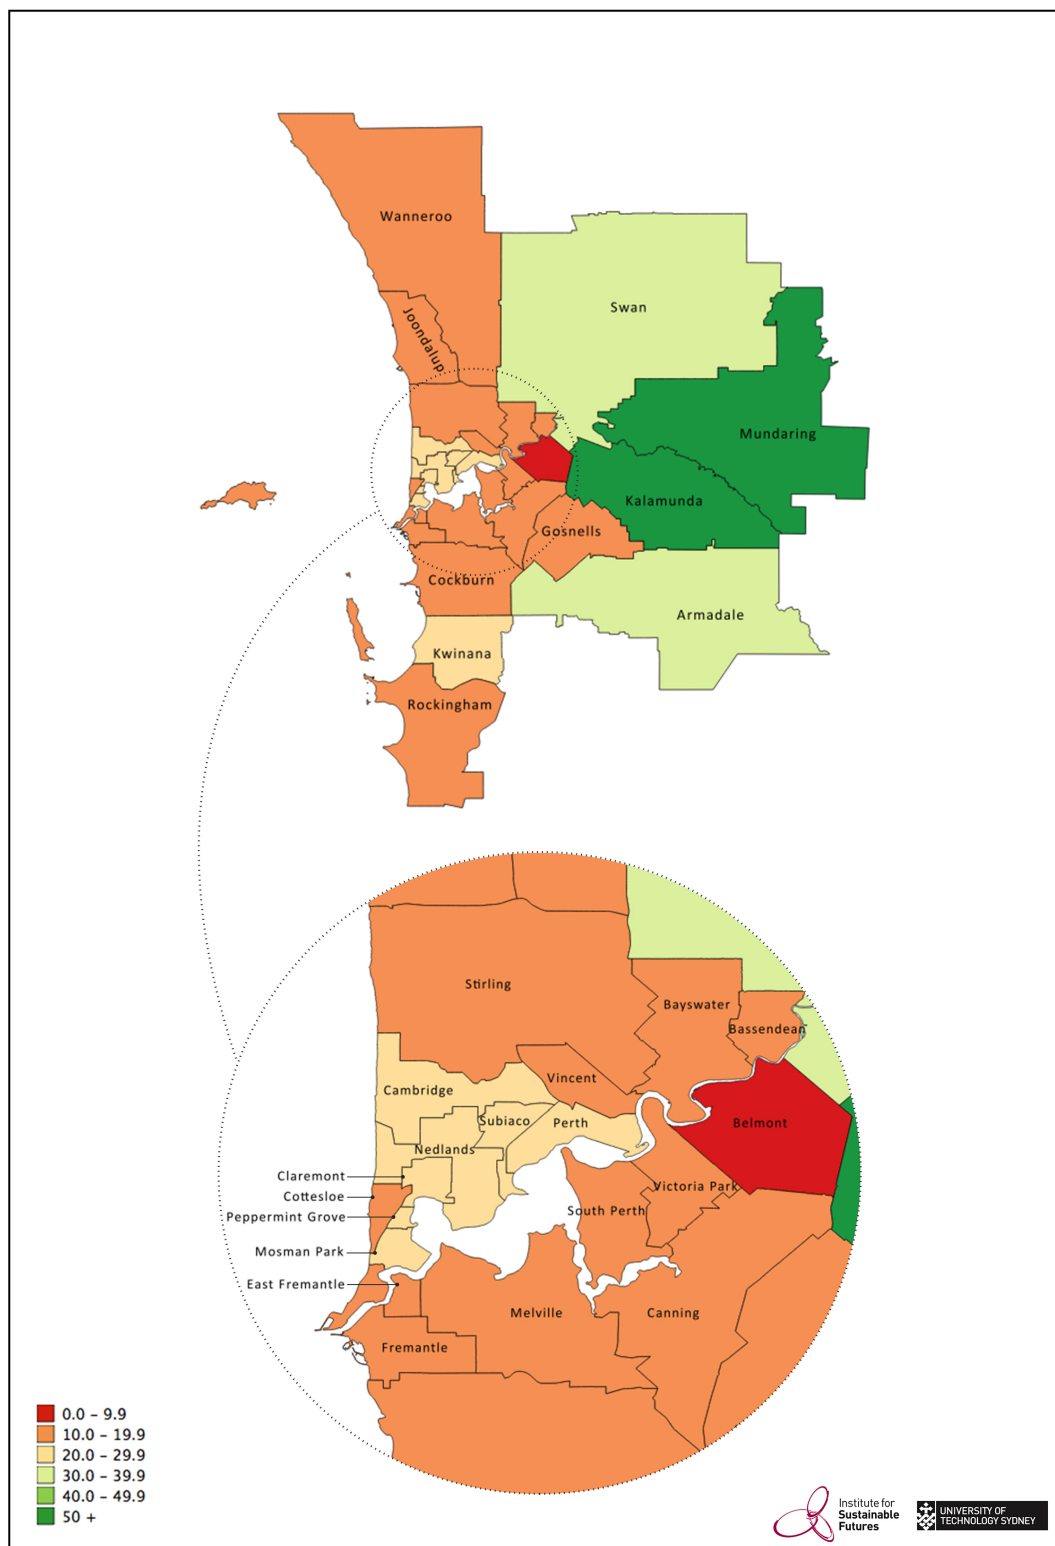 Wanneroo
Joondalup
Swan
Mundaring
Kalamunda
Gosnells
Cockburn
Armadale
Kwinana
Rockingham
Stirling
Bayswater
Bassendean
Vincent
Cambridge
Subiaco
Perth
Belmont
Nedlands
Claremont
Victoria Park
Cottesloe
South Perth
Peppermint Grove
Mosman Park
East Fremantle
Melville
Canning
Fremantle
0.0 – 9.9
10.0 – 19.9
20.0 – 29.9
30.0 – 39.9
40.0 – 49.9
50 +
Institute for
Sustainable
Futures
UNIVERSITY OF
TECHNOLOGY SYDNEY